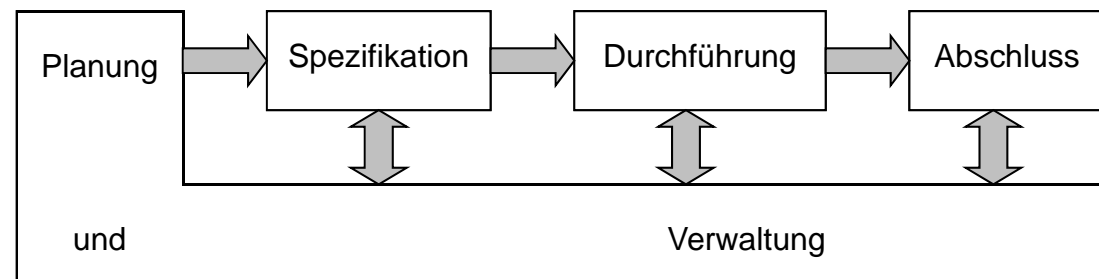 Planung
Spezifikation
Durchführung
Abschluss
und
Verwaltung